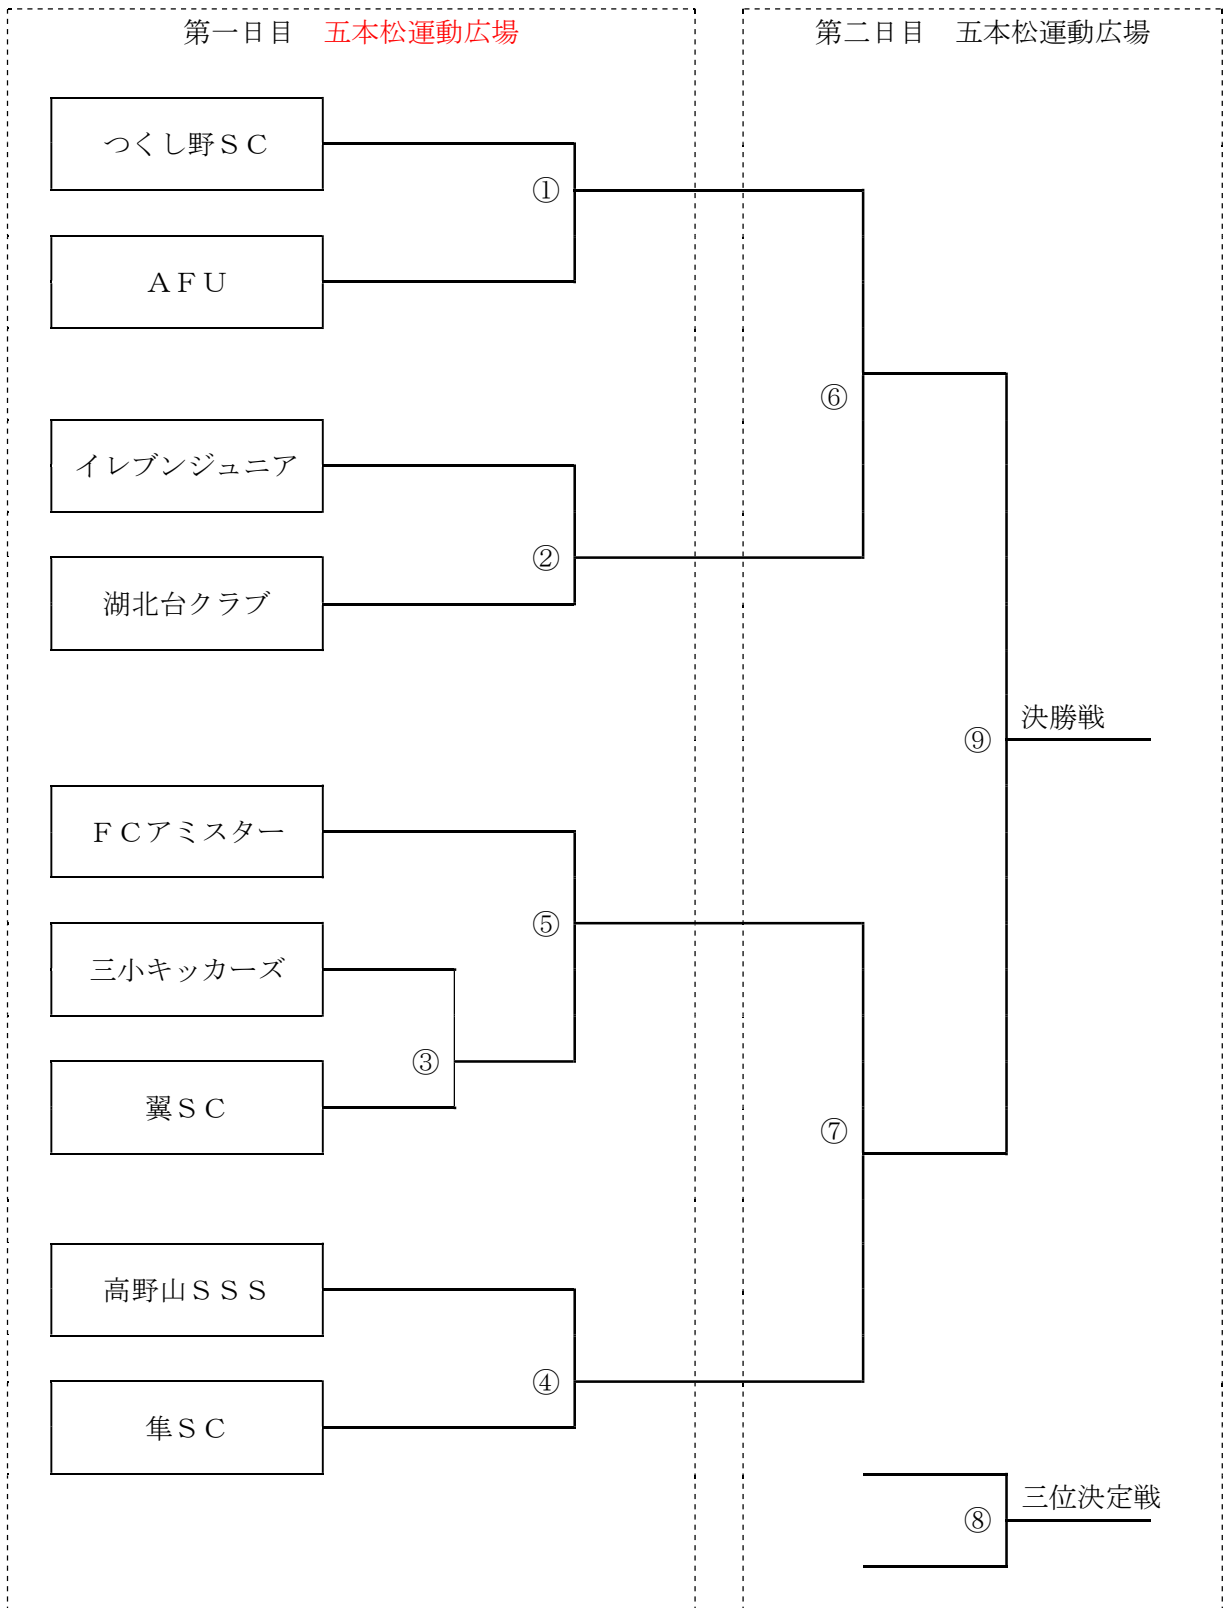 第一日目　五本松運動広場
第二日目　五本松運動広場
つくし野ＳＣ
①
ＡＦＵ
⑥
イレブンジュニア
②
湖北台クラブ
決勝戦
⑨
ＦＣアミスター
⑤
三小キッカーズ
③
翼ＳＣ
⑦
高野山ＳＳＳ
④
隼ＳＣ
三位決定戦
⑧